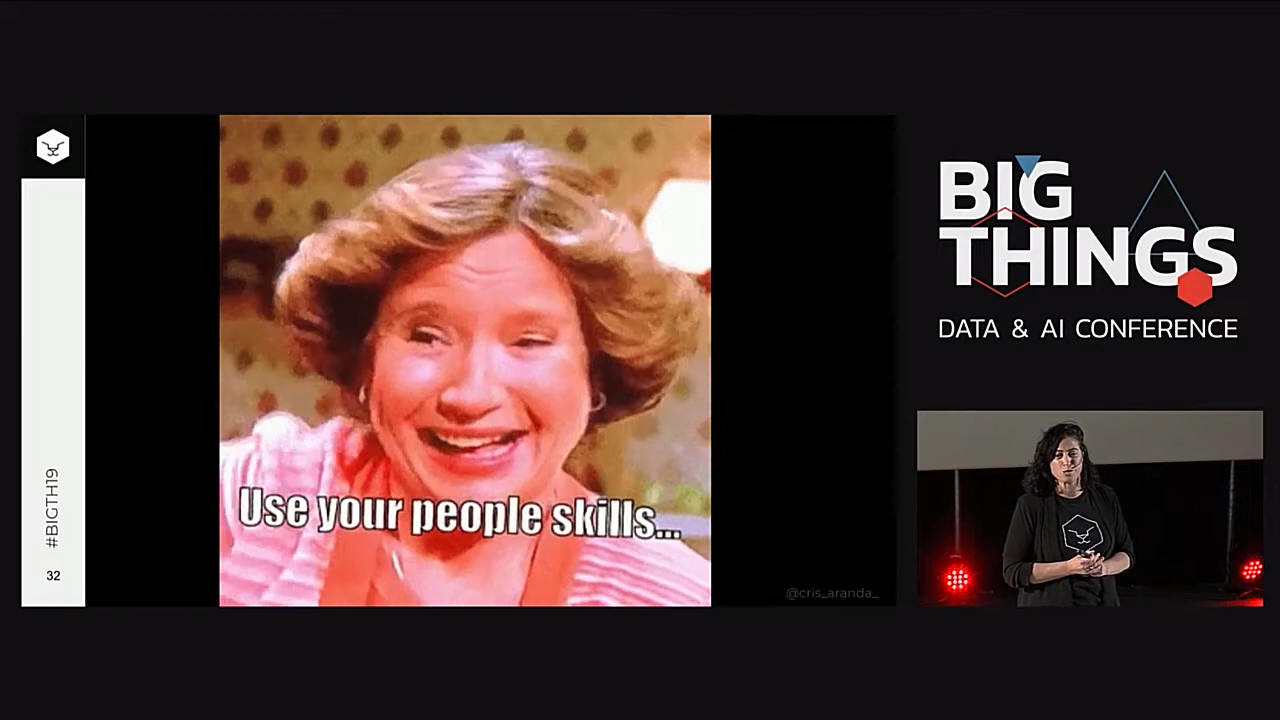 #BIGTH19
32
Use your people skills...
@cris_aranda_
BIG
THINGS
DATA & AI CONFERENCE